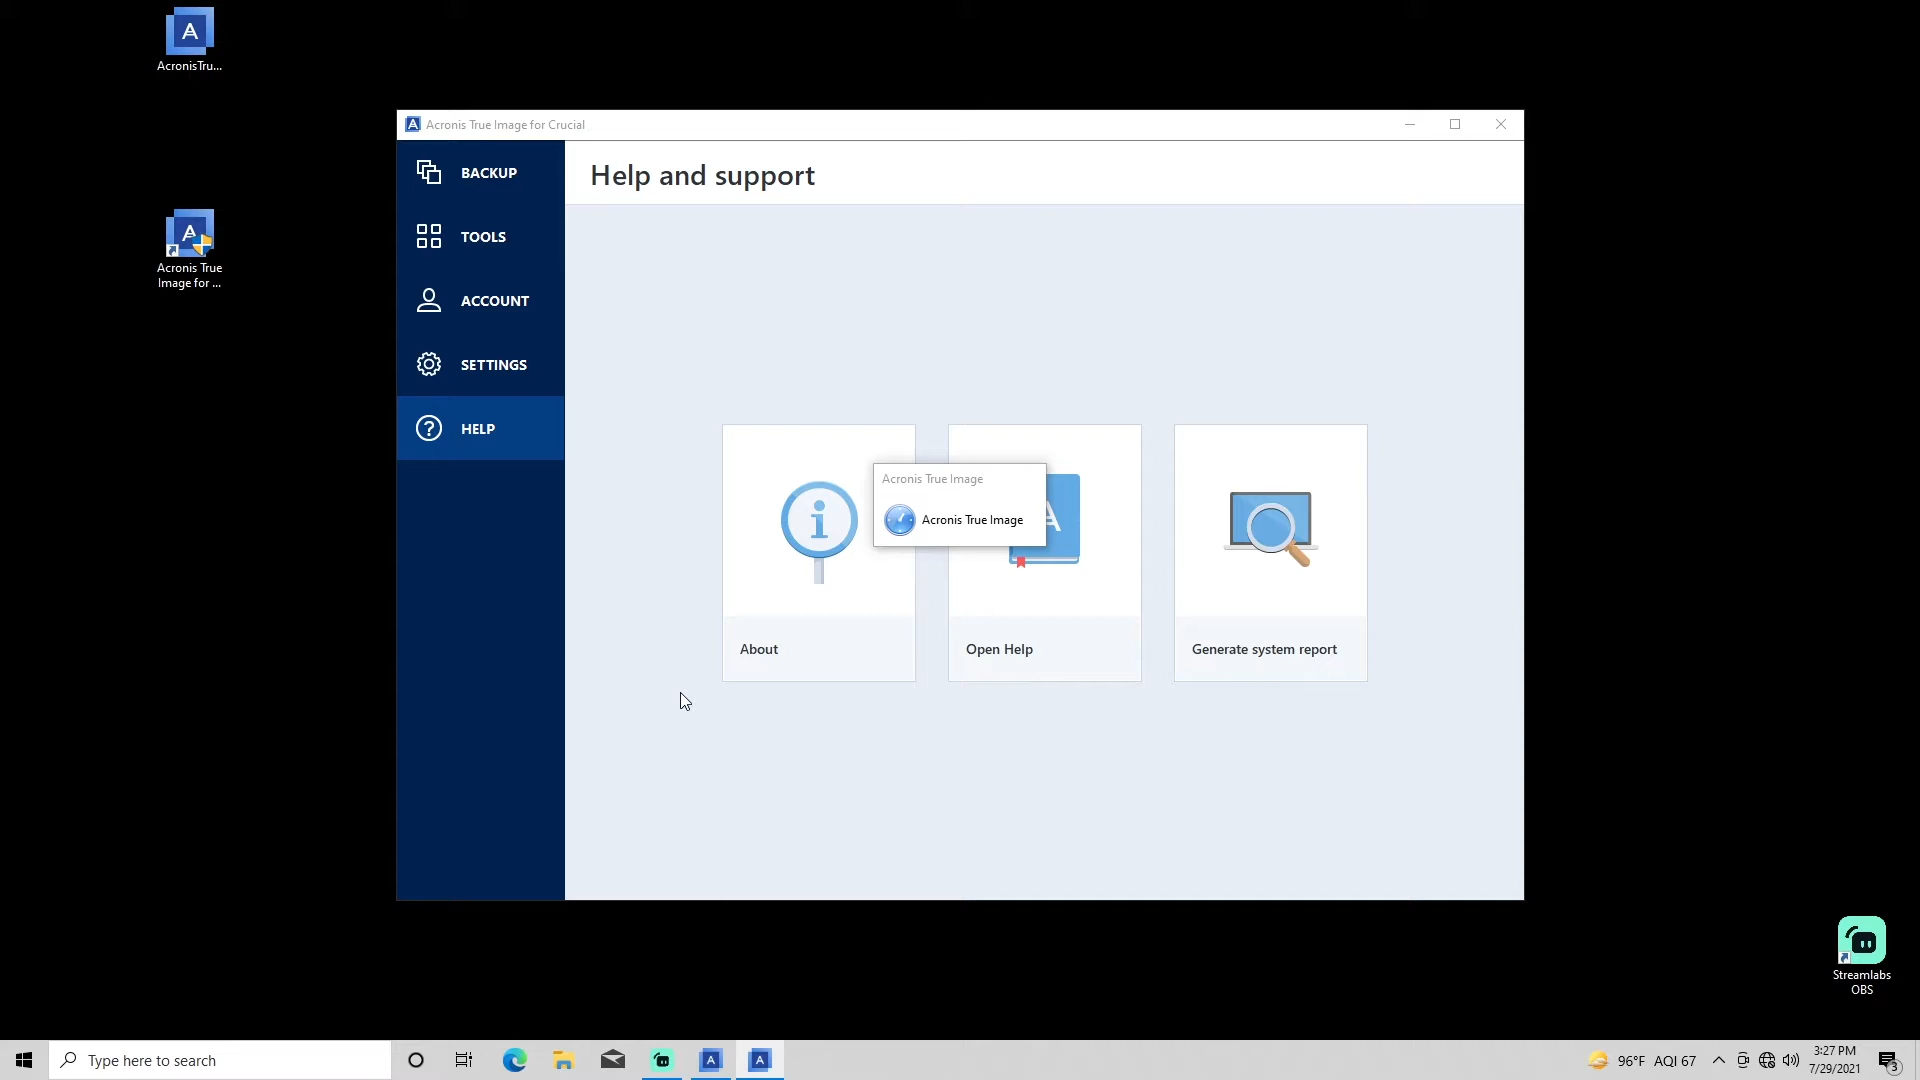 AcronisTru...
Acronis True
Image for ...
Acronis True Image for Crucial
BACKUP
TOOLS
ACCOUNT
SETTINGS
HELP
Help and support
Acronis True Image
Acronis True Image
About
Open Help
Generate system report
Streamlabs
OBS
Type here to search
96°F AQI 67
3:27 PM
7/29/2021
3